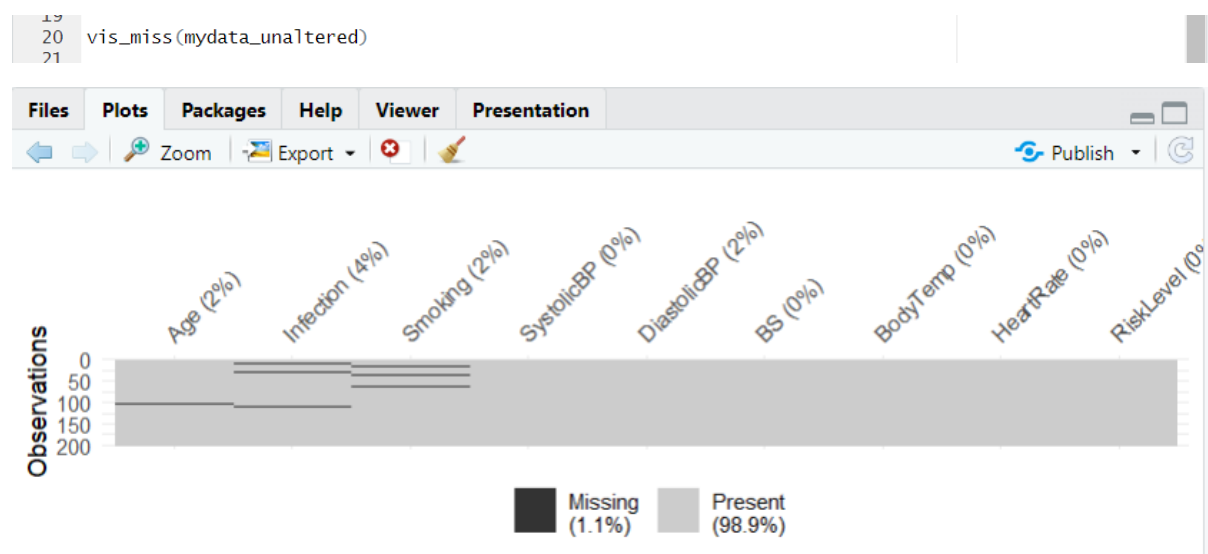 19
20 vis_miss(mydata_unaltered)
21
Files Plots Packages Help Viewer Presentation
Zoom Export Publish
Age (2%) Infection (4%) Smoking (2%) SystolicBP (0%) DiastolicBP (2%) BS (0%) BodyTemp (0%) HeartRate (0%) RiskLevel (0%
Observations
0
50
100
150
200
Missing Present
(1.1%) (98.9%)